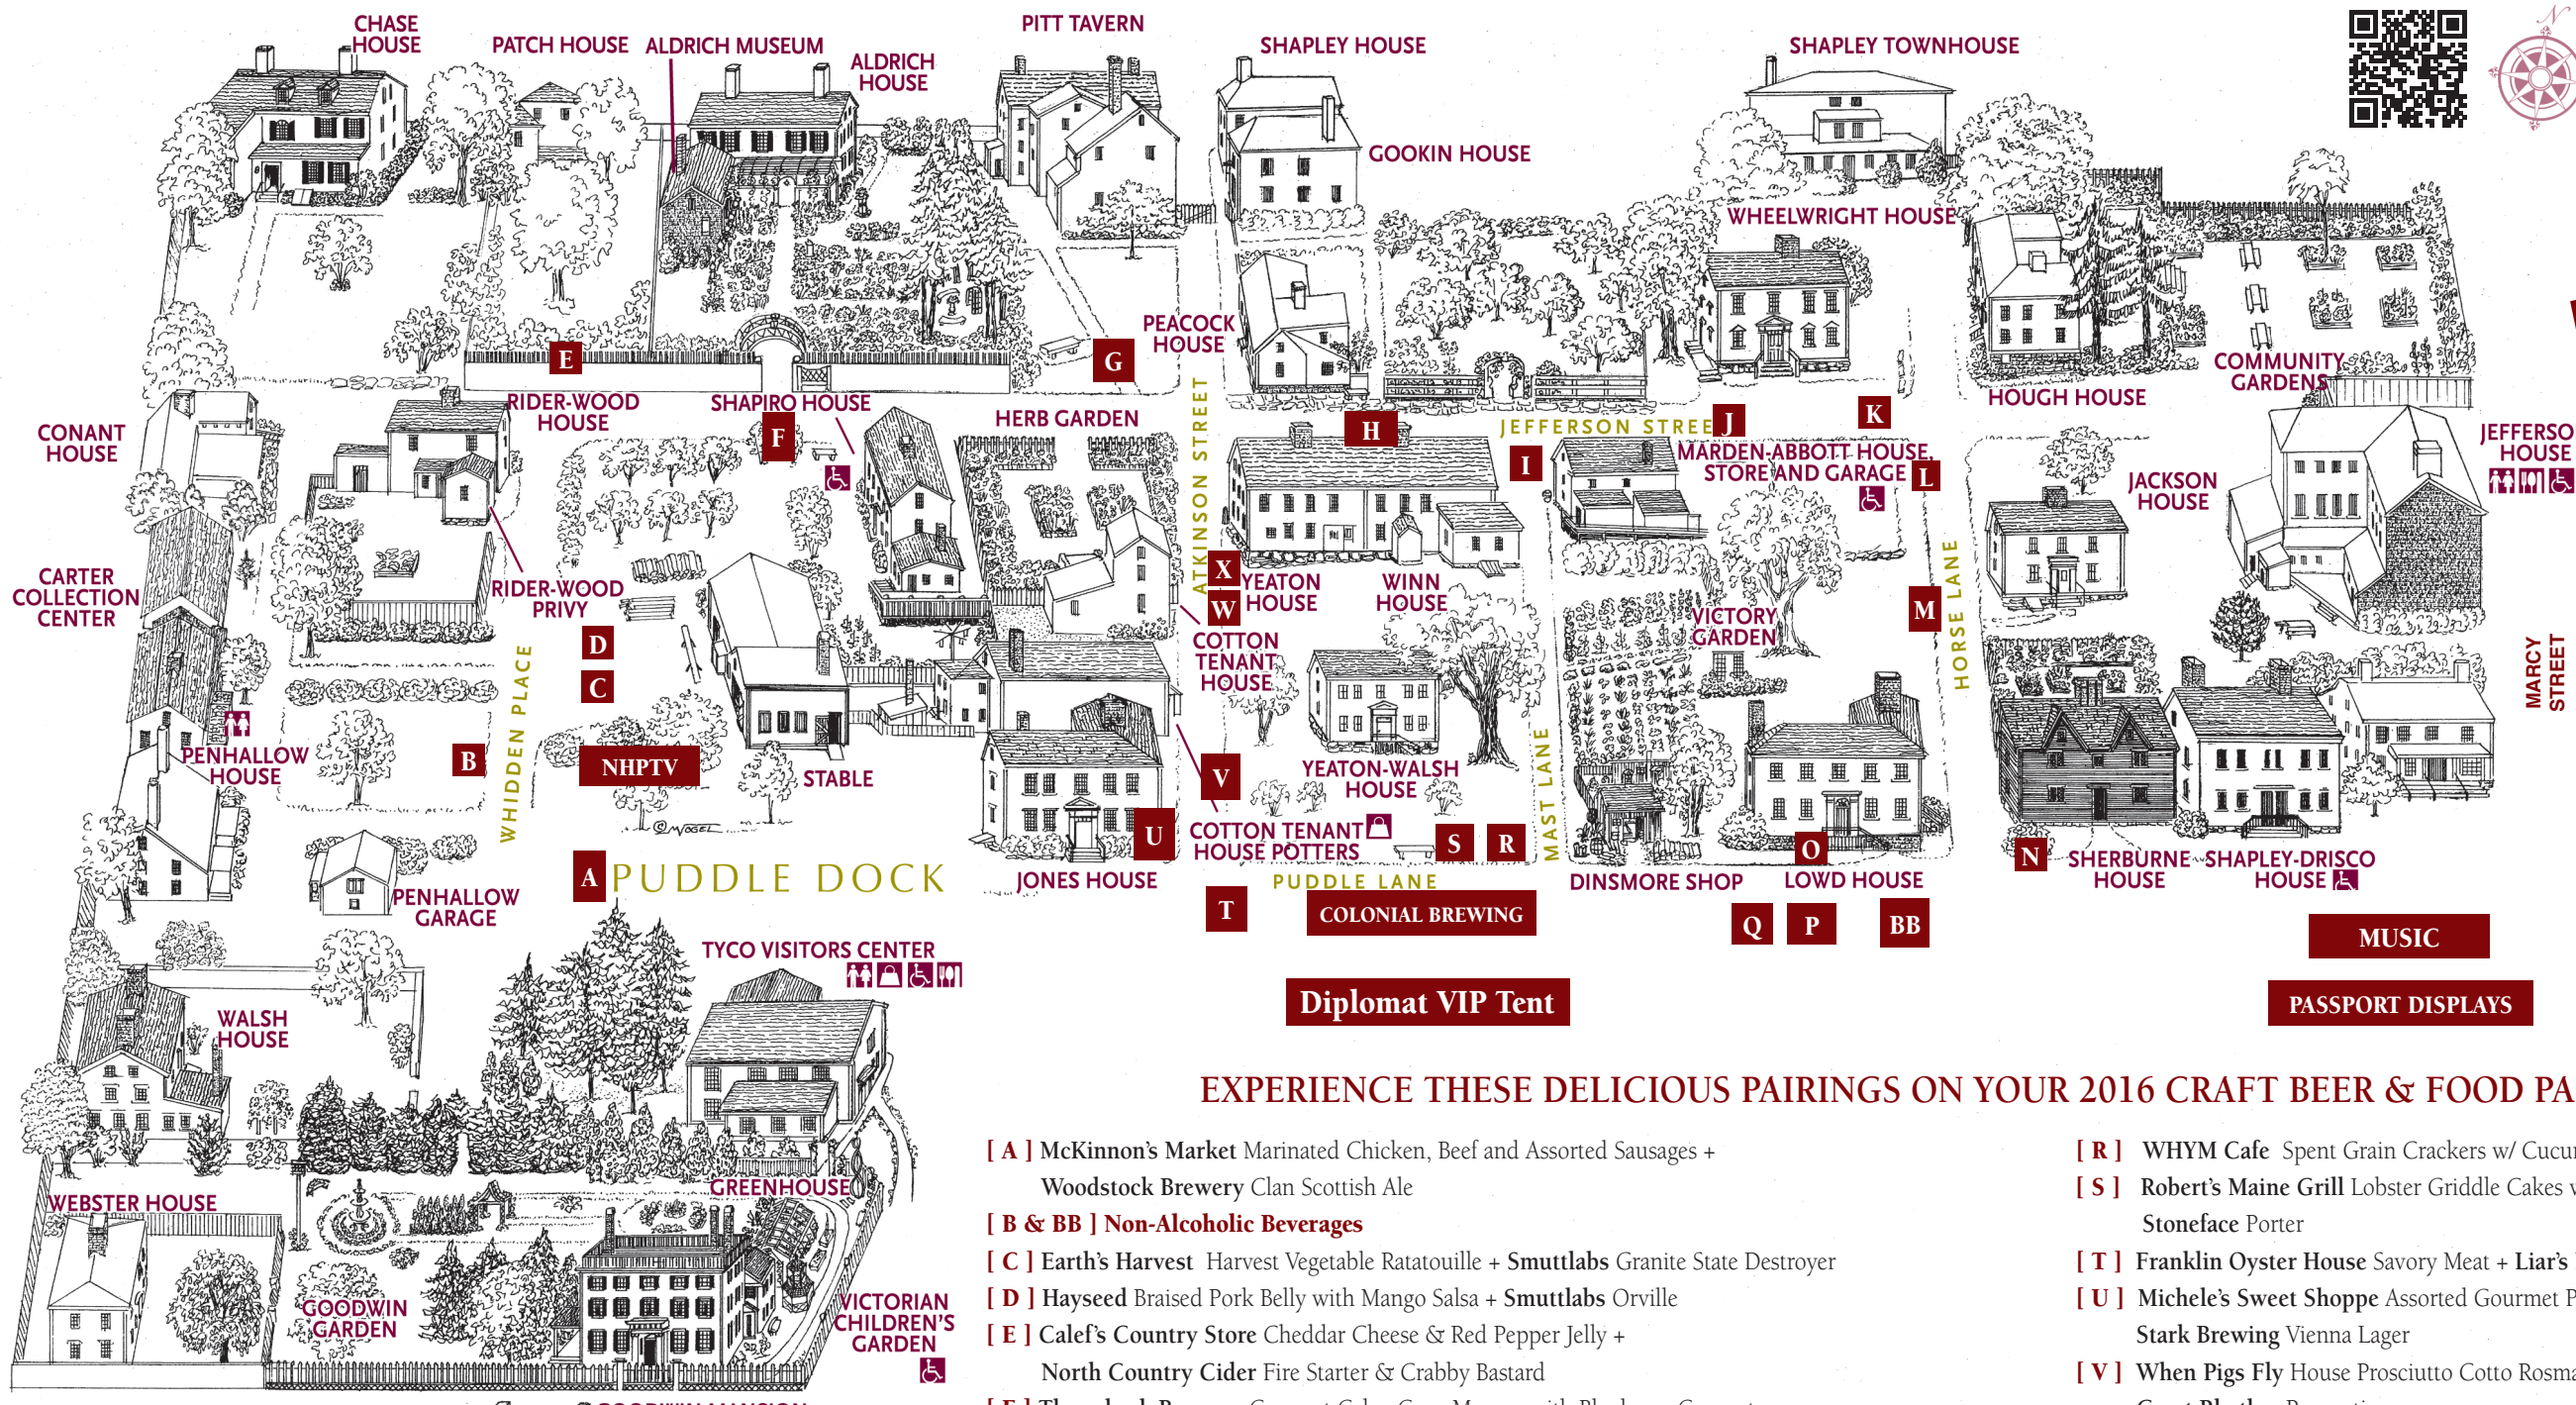 CHASE
HOUSE
PATCH HOUSE
ALDRICH MUSEUM
ALDRICH
HOUSE
PITT TAVERN
SHAPLEY HOUSE
GOOKIN HOUSE
SHAPLEY TOWNHOUSE
N
WHEELWRIGHT HOUSE
PEACOCK
HOUSE
E
G
COMMUNITY
GARDENS
HOUGH HOUSE
CONANT
HOUSE
RIDER-WOOD
HOUSE
SHAPIRO HOUSE
F
HERB GARDEN
ATKINSON STREET
H
JEFFERSON STREE
J
K
I
MARDEN-ABBOTT HOUSE,
STORE AND GARAGE
L
JACKSON
HOUSE
JEFFERSO
HOUSE
CARTER
COLLECTION
CENTER
RIDER-WOOD
PRIVY
X
W
YEATON
HOUSE
WINN
HOUSE
VICTORY
GARDEN
M
HORSE LANE
MARCY
STREET
D
C
COTTON
TENANT
HOUSE
WHIDDEN PLACE
PENHALLOW
HOUSE
B
NHPTV
STABLE
V
YEATON-WALSH
HOUSE
MAST LANE
©MVOGEL
U
COTTON TENANT
HOUSE POTTERS
S
R
O
N
SHERBURNE
HOUSE
SHAPLEY-DRISCO
HOUSE
A
PUDDLE DOCK
JONES HOUSE
PUDDLE LANE
DINSMORE SHOP
LOWD HOUSE
PENHALLOW
GARAGE
T
COLONIAL BREWING
Q
P
BB
MUSIC
TYCO VISITORS CENTER
Diplomat VIP Tent
PASSPORT DISPLAYS
WALSH
HOUSE
GREENHOUSE
WEBSTER HOUSE
GOODWIN
GARDEN
VICTORIAN
CHILDREN'S
GARDEN
GOODWIN MANSION
EXPERIENCE THESE DELICIOUS PAIRINGS ON YOUR 2016 CRAFT BEER & FOOD PA
[ A ] McKinnon's Market Marinated Chicken, Beef and Assorted Sausages +
Woodstock Brewery Clan Scottish Ale
[ B & BB ] Non-Alcoholic Beverages
[ C ] Earth's Harvest Harvest Vegetable Ratatouille + Smuttlabs Granite State Destroyer
[ D ] Hayseed Braised Pork Belly with Mango Salsa + Smuttlabs Orville
[ E ] Calef's Country Store Cheddar Cheese & Red Pepper Jelly +
North Country Cider Fire Starter & Crabby Bastard
[ R ] WHYM Cafe Spent Grain Crackers w/ Cucu
[ S ] Robert's Maine Grill Lobster Griddle Cakes
Stoneface Porter
[ T ] Franklin Oyster House Savory Meat + Liar's
[ U ] Michele's Sweet Shoppe Assorted Gourmet P
Stark Brewing Vienna Lager
[ V ] When Pigs Fly House Prosciutto Cotto Rosma